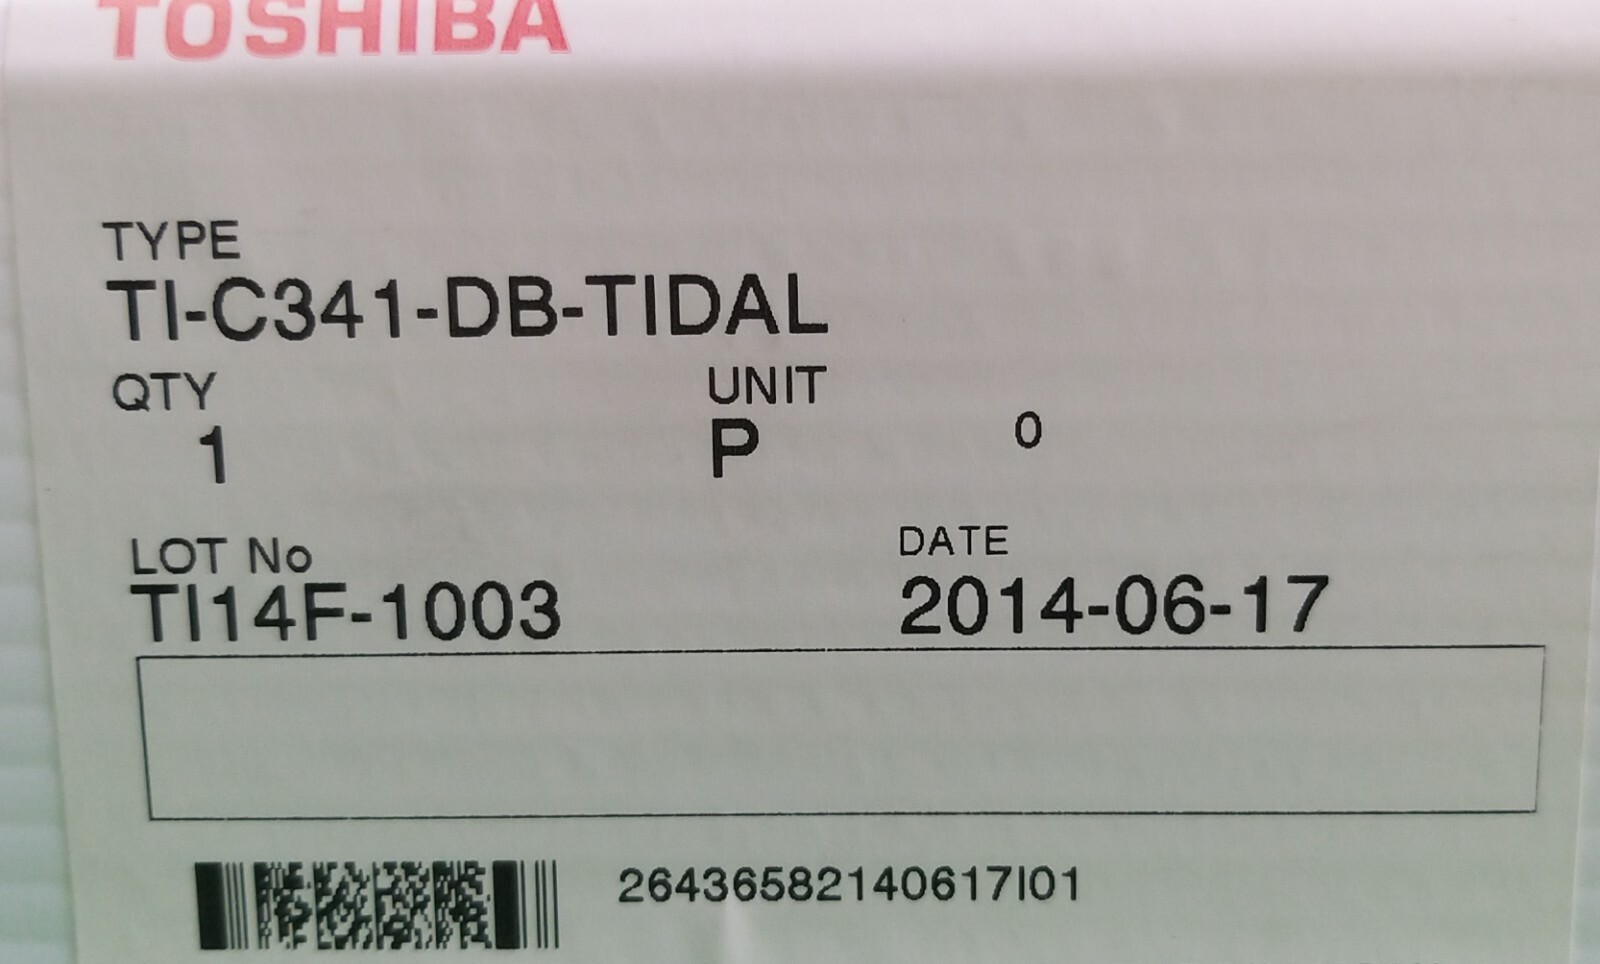 TOSHIBA
TYPE
TI-C341-DB-TIDAL
QTY UNIT
1 P 0
LOT No DATE
TI14F-1003 2014-06-17
26436582140617I01